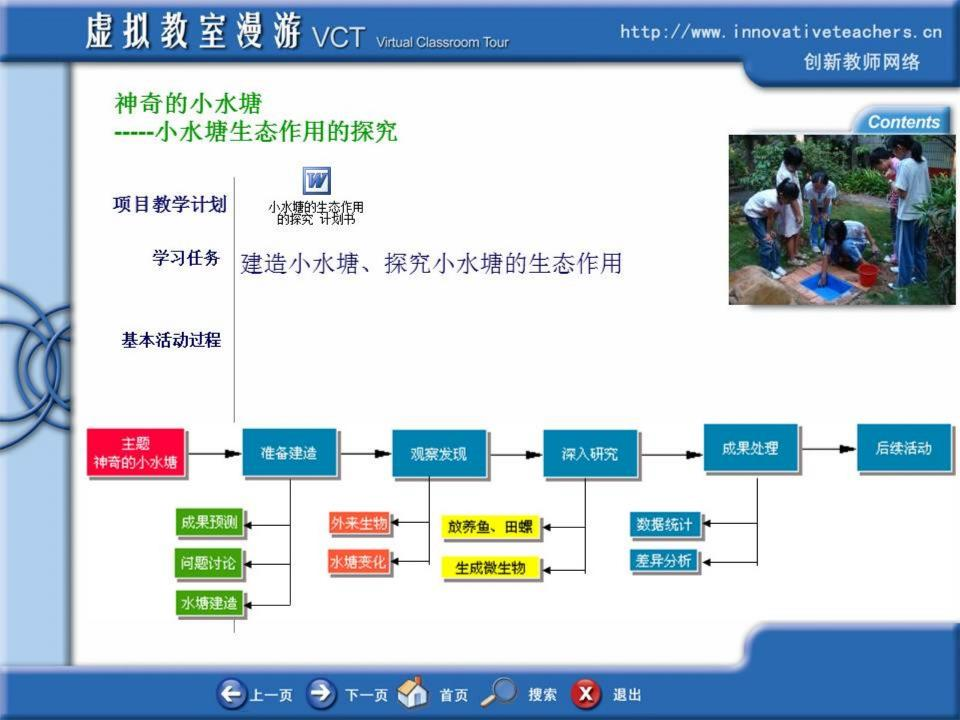 虚拟教室漫游 VCT Virtual Classroom Tour
http://www.innovativeteachers.cn
创新教师网络
神奇的小水塘
-----小水塘生态作用的探究
Contents
项目教学计划
小水塘的生态作用
的探究 计划书
学习任务
建造小水塘、探究小水塘的生态作用
基本活动过程
主题
神奇的小水塘
准备建造
观察发现
深入研究
成果处理
后续活动
成果预测
问题讨论
水塘建造
外来生物
水塘变化
放养鱼、田螺
生成微生物
数据统计
差异分析
上一页
下一页
首页
搜索
退出